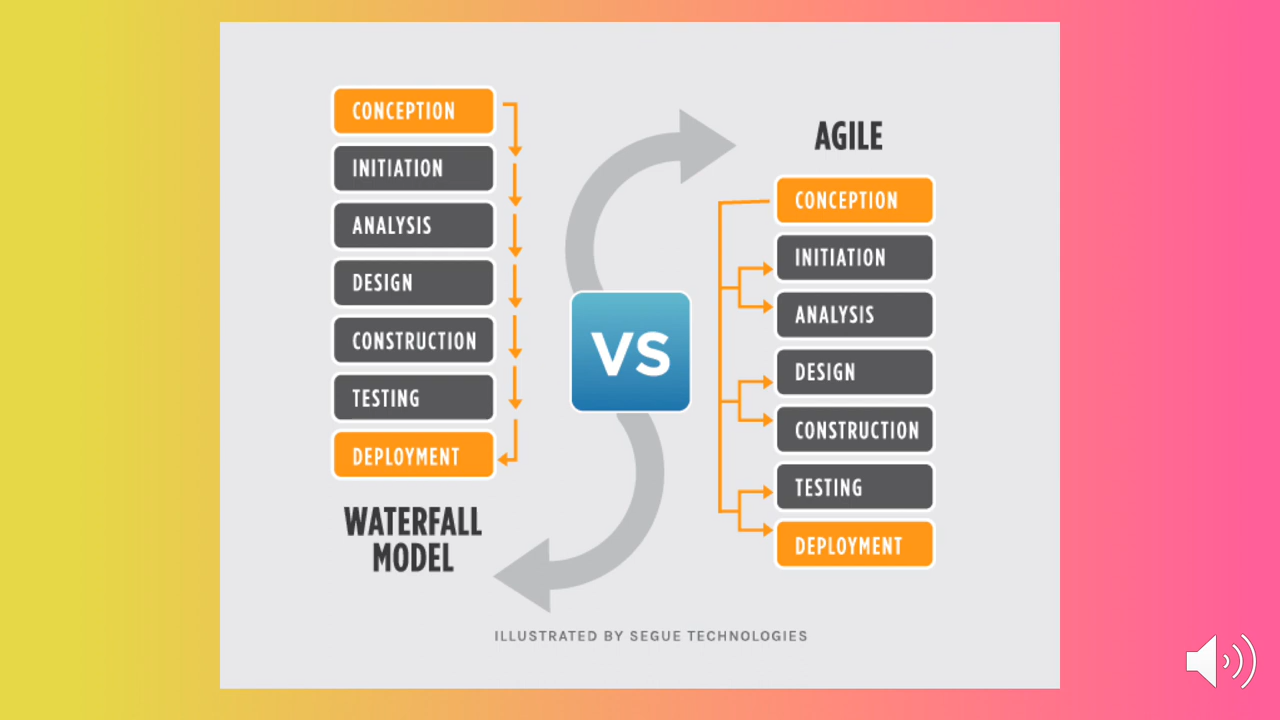 CONCEPTION
INITIATION
ANALYSIS
DESIGN
CONSTRUCTION
TESTING
DEPLOYMENT
WATERFALL
MODEL
VS
AGILE
CONCEPTION
INITIATION
ANALYSIS
DESIGN
CONSTRUCTION
TESTING
DEPLOYMENT
ILLUSTRATED BY SEGUE TECHNOLOGIES